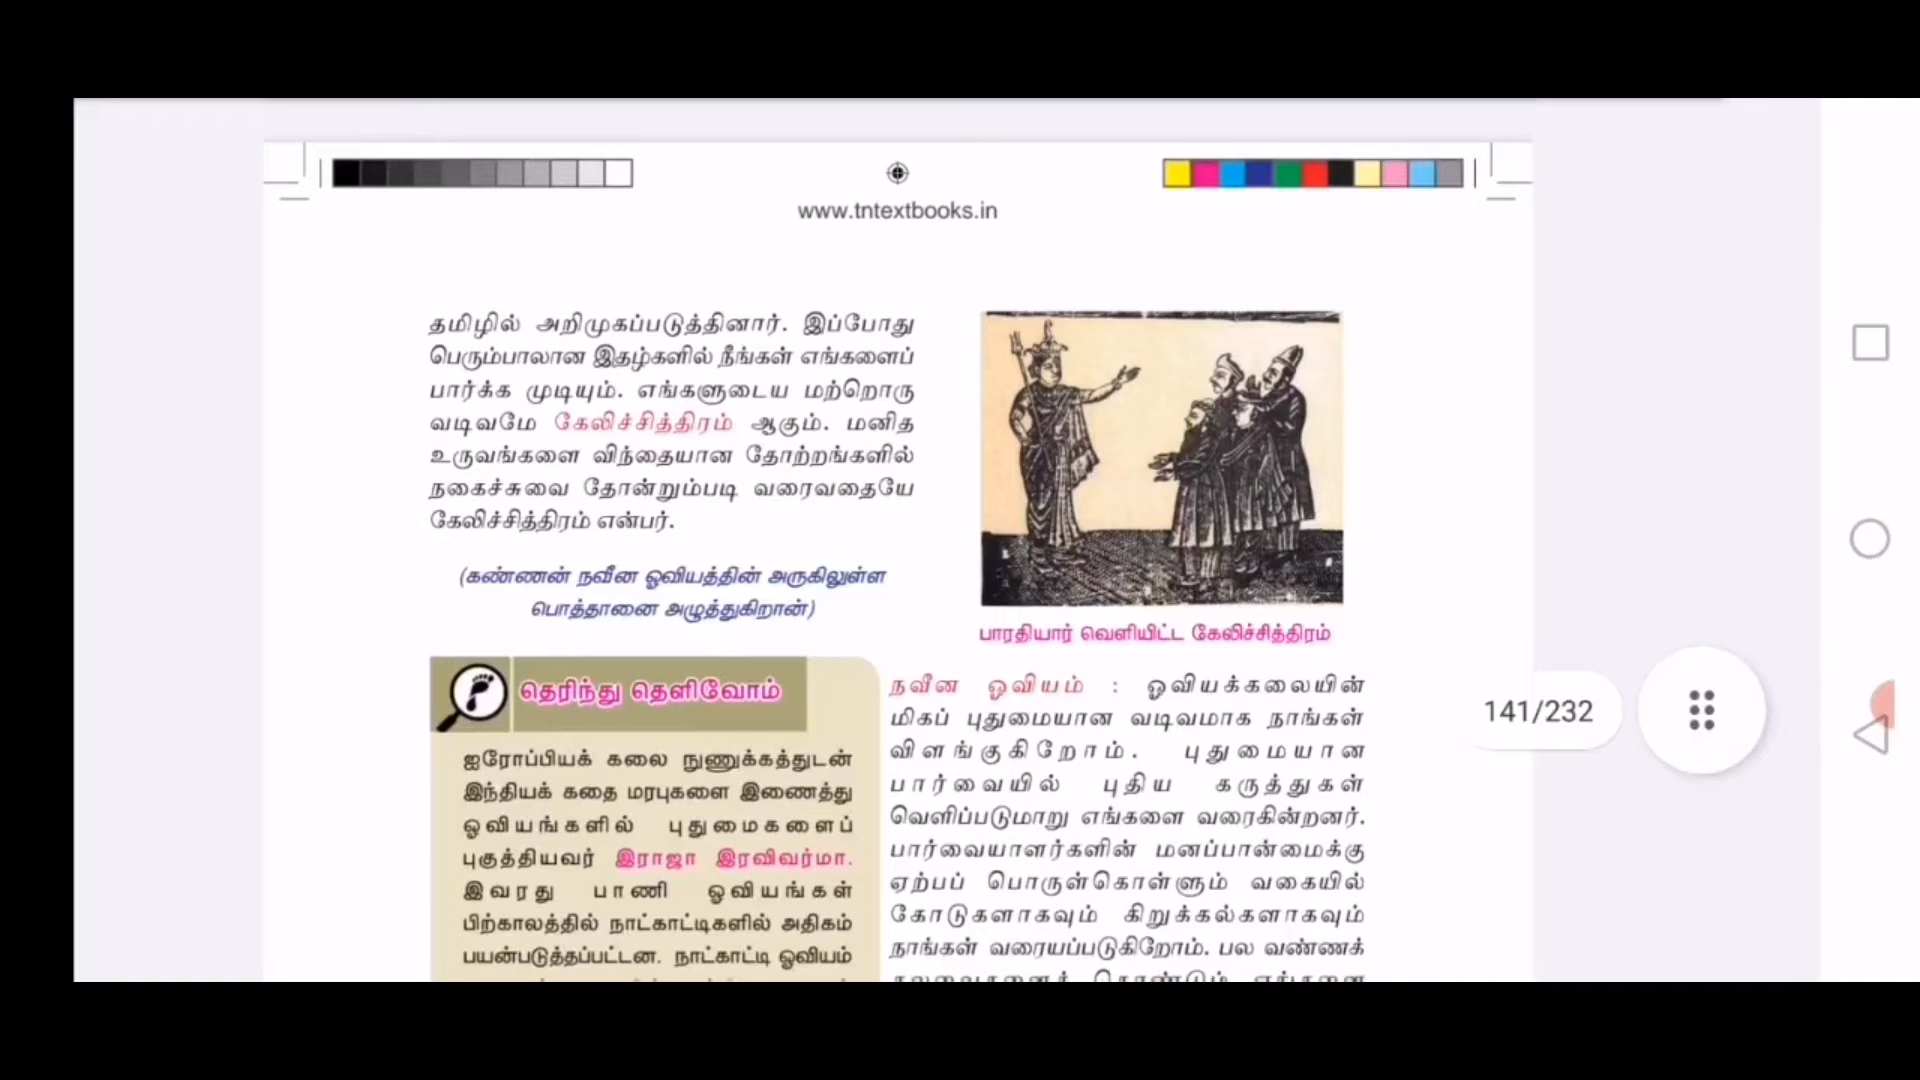 www.tntextbooks.in
தமிழில் அறிமுகப்படுத்தினார். இப்போது
பெரும்பாலான இதழ்களில் நீங்கள் எங்களைப்
பார்க்க முடியும். எங்களுடைய மற்றொரு
வடிவமே கேலிச்சித்திரம் ஆகும். மனித
உருவங்களை விந்தையான தோற்றங்களில்
நகைச்சுவை தோன்றும்படி வரைவதையே
கேலிச்சித்திரம் என்பர்.
(கண்ணன் நவீன ஓவியத்தின் அருகிலுள்ள
பொத்தானை அழுத்துகிறான்)
தெரிந்து தெளிவோம்
ஐரோப்பியக் கலை நுணுக்கத்துடன்
இந்தியக் கதை மரபுகளை இணைத்து
ஓவியங்களில் புதுமைகளைப்
புகுத்தியவர் இராஜா இரவிவர்மா.
இவரது பாணி ஓவியங்கள்
பிற்காலத்தில் நாட்காட்டிகளில் அதிகம்
பயன்படுத்தப்பட்டன. நாட்காட்டி ஓவியம்
பாரதியார் வெளியிட்ட கேலிச்சித்திரம்
நவீன ஓவியம் : ஓவியக்கலையின்
மிகப் புதுமையான வடிவமாக நாங்கள்
விளங்குகிறோம். புதுமையான
பார்வையில் புதிய கருத்துகள்
வெளிப்படுமாறு எங்களை வரைகின்றனர்.
பார்வையாளர்களின் மனப்பான்மைக்கு
ஏற்பப் பொருள்கொள்ளும் வகையில்
கோடுகளாகவும் கிறுக்கல்களாகவும்
நாங்கள் வரையப்படுகிறோம். பல வண்ணக்
141/232